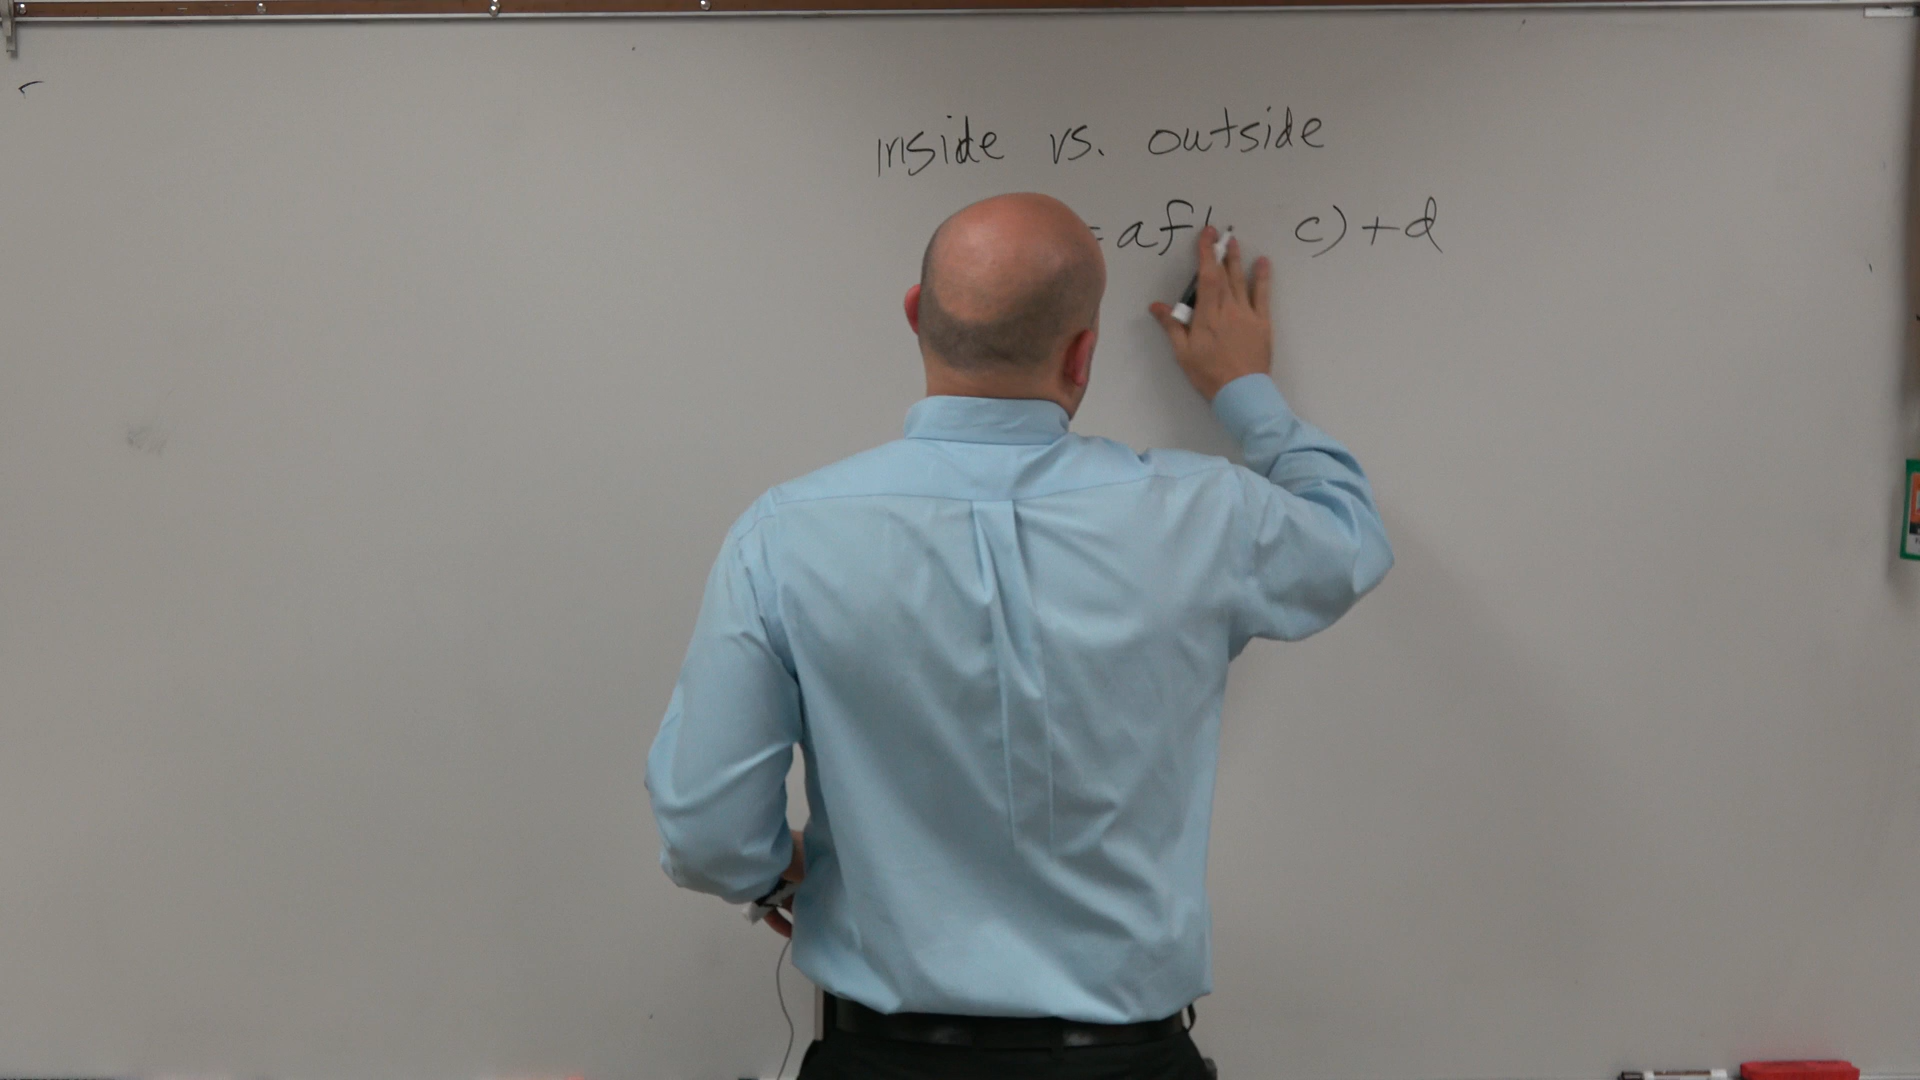 inside vs. outside
= af( c) + d